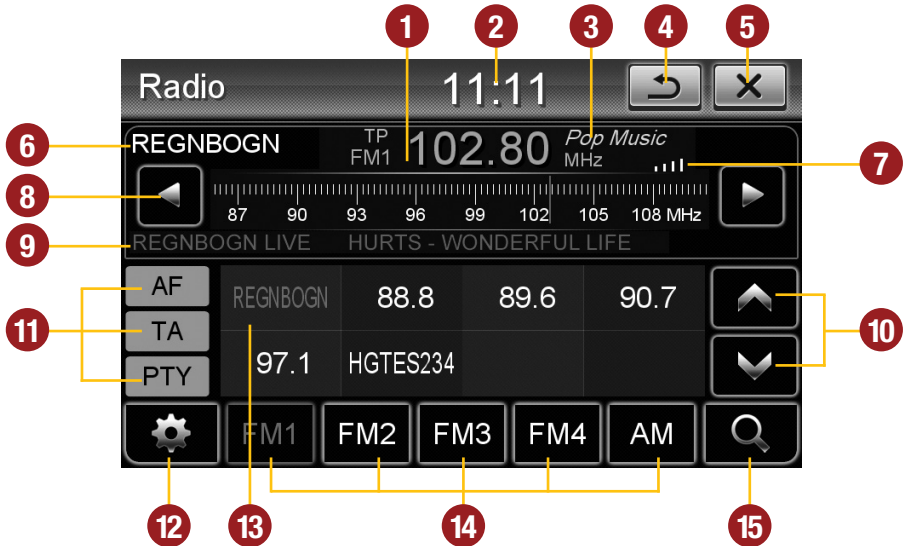 1 2 3 4 5
Radio 11:11
6 REGNBOGN TP FM1 102.80 Pop Music MHz 7
8 87 90 93 96 99 102 105 108 MHz
9 REGNBOGN LIVE HURTS - WONDERFUL LIFE
AF REGNBOGN 88.8 89.6 90.7
11 TA 10
PTY 97.1 HGTES234
FM1 FM2 FM3 FM4 AM
12 13 14 15